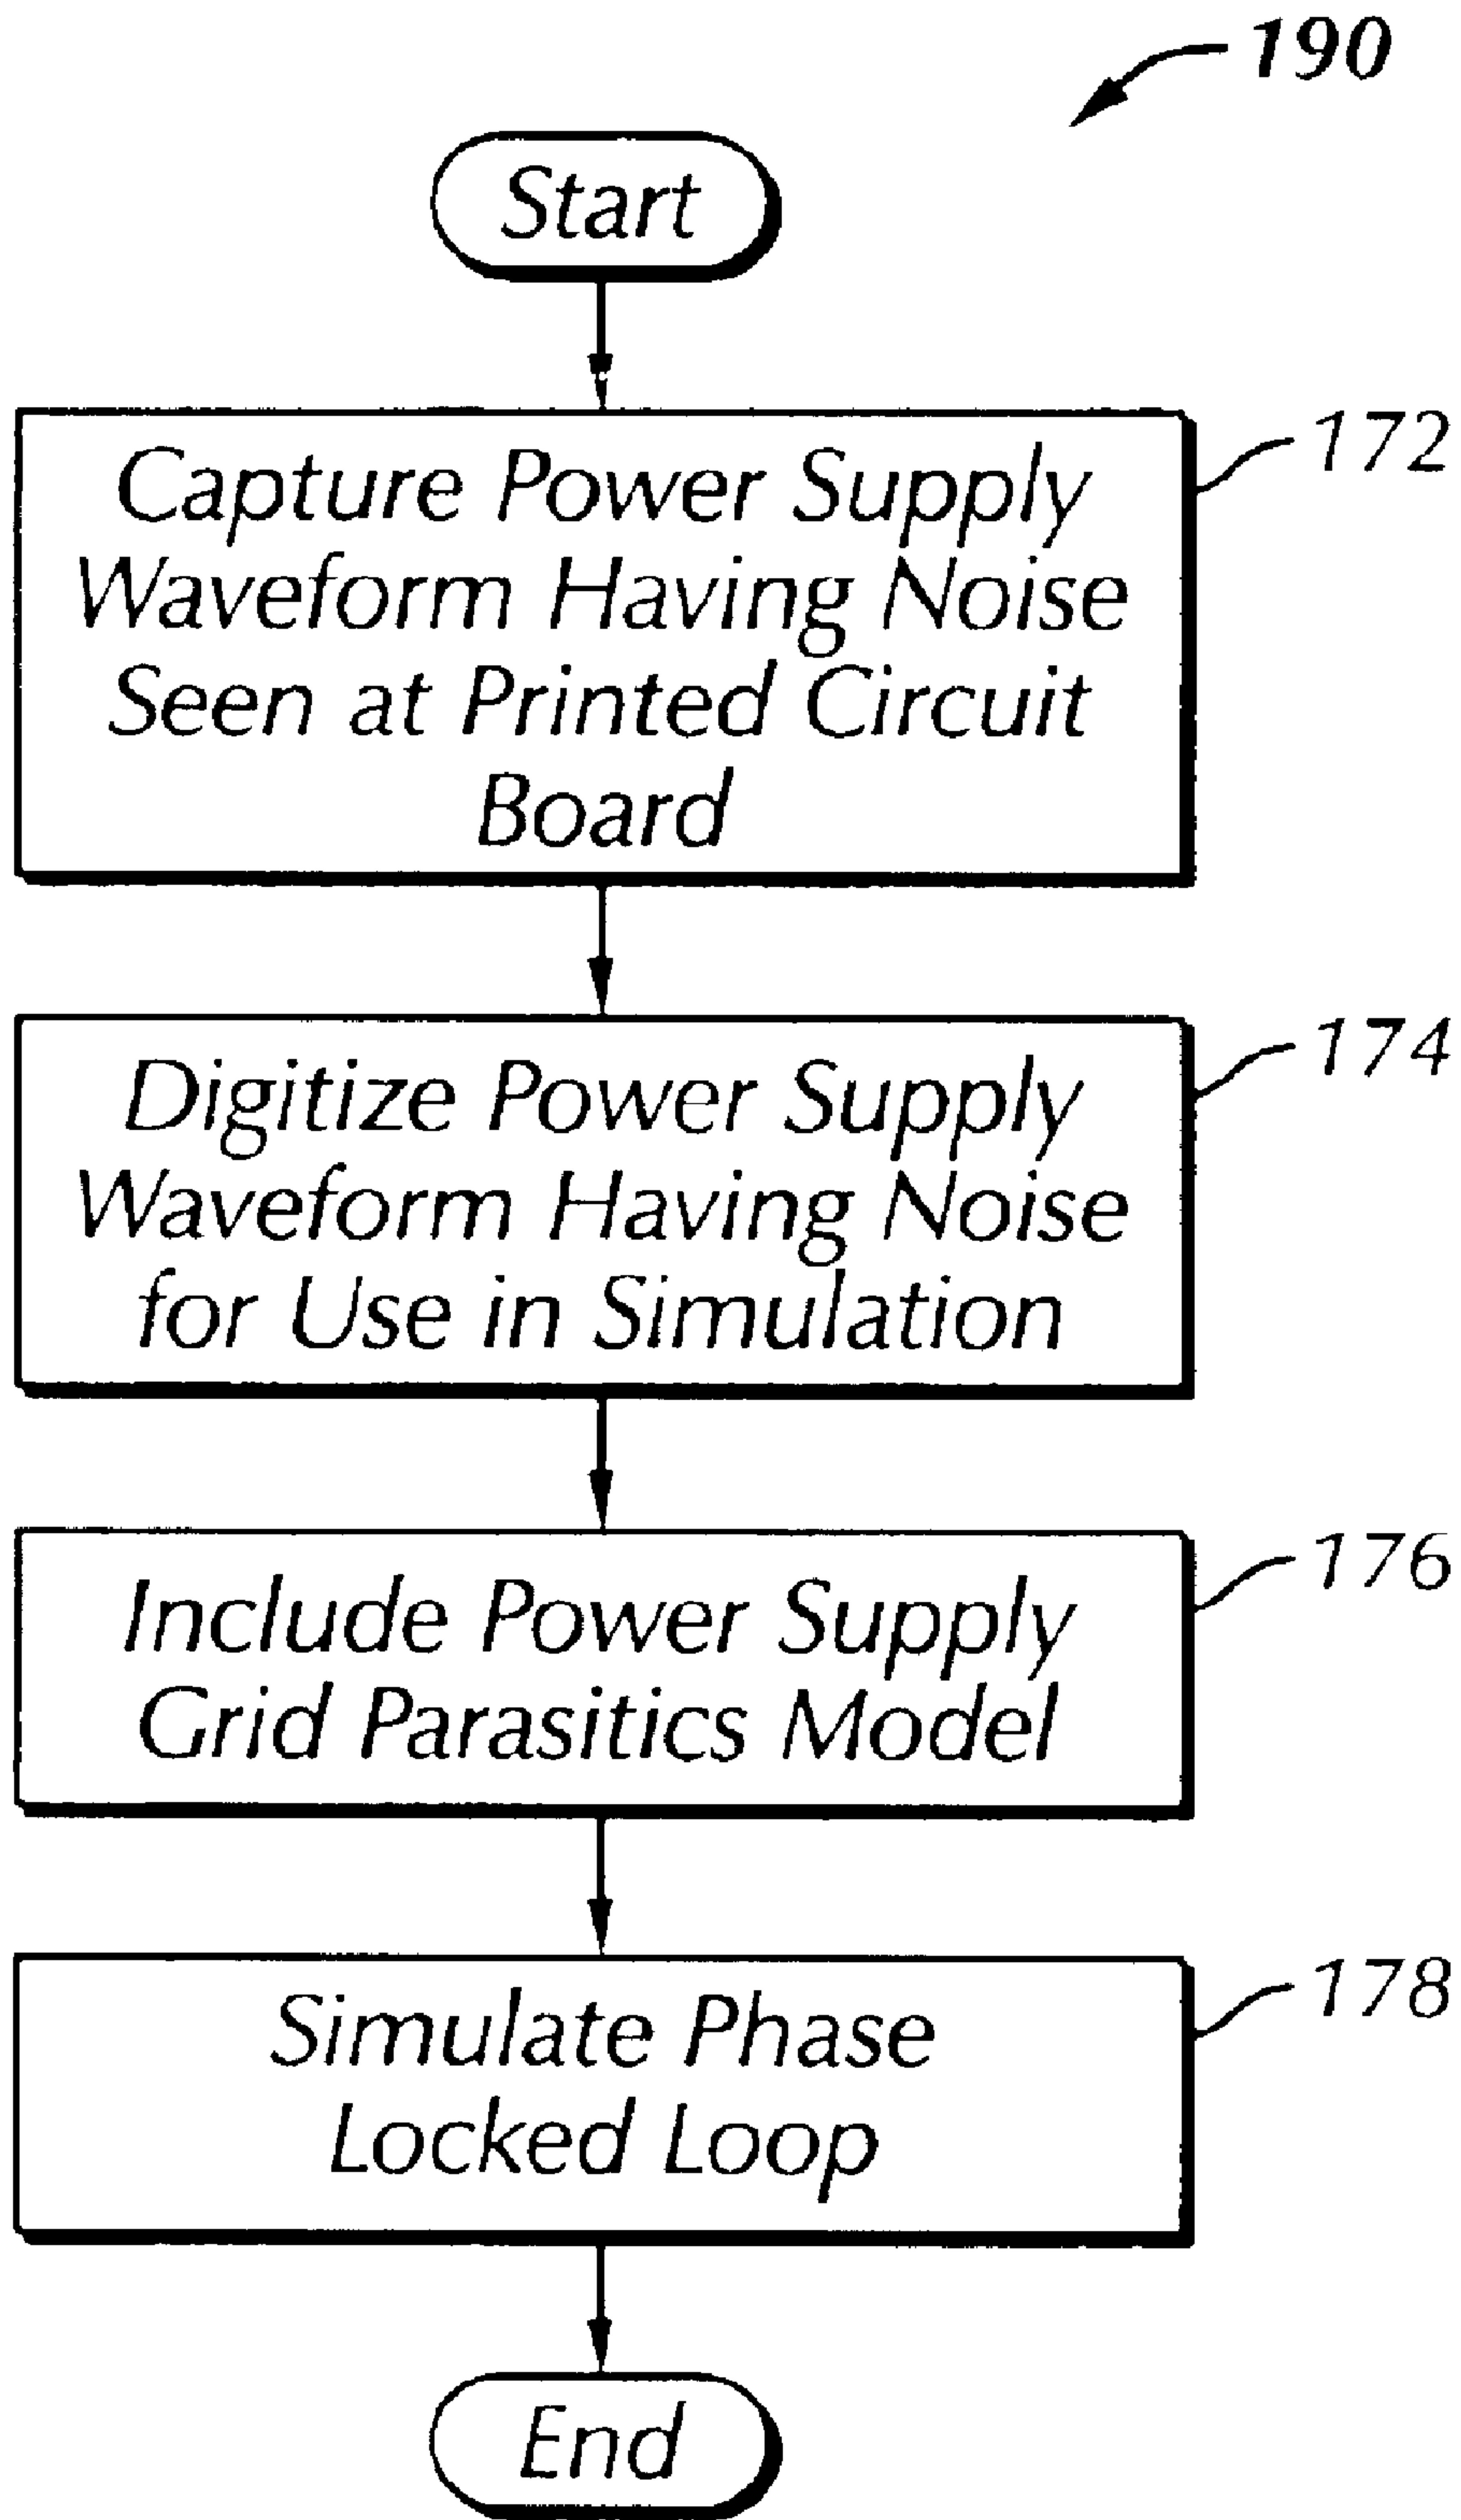 190
Start
Capture Power Supply
Waveform Having Noise
Seen at Printed Circuit
Board
172
Digitize Power Supply
Waveform Having Noise
for Use in Simulation
174
Include Power Supply
Grid Parasitics Model
176
Simulate Phase
Locked Loop
178
End